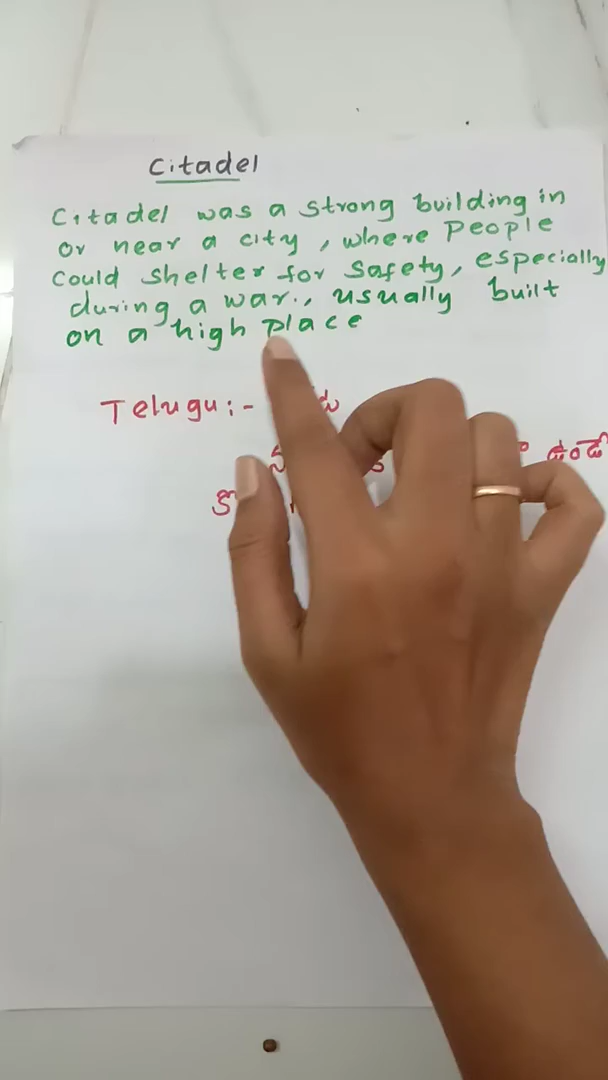 Citadel
Citadel was a strong building in
or near a city, where people
could shelter for safety, especially
during a war., usually built
on a high place
Telugu:-
ఉండే